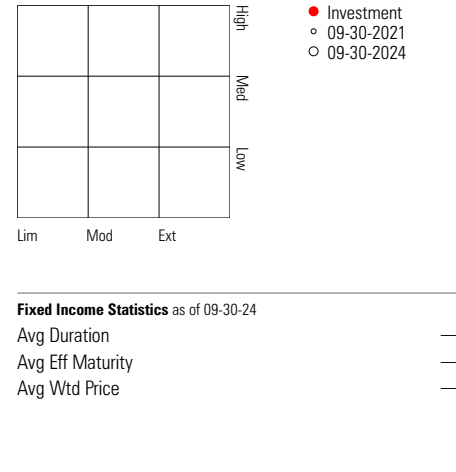 High
Med
Low
Lim Mod Ext
Investment
09-30-2021
09-30-2024
Fixed Income Statistics as of 09-30-24
Avg Duration —
Avg Eff Maturity —
Avg Wtd Price —